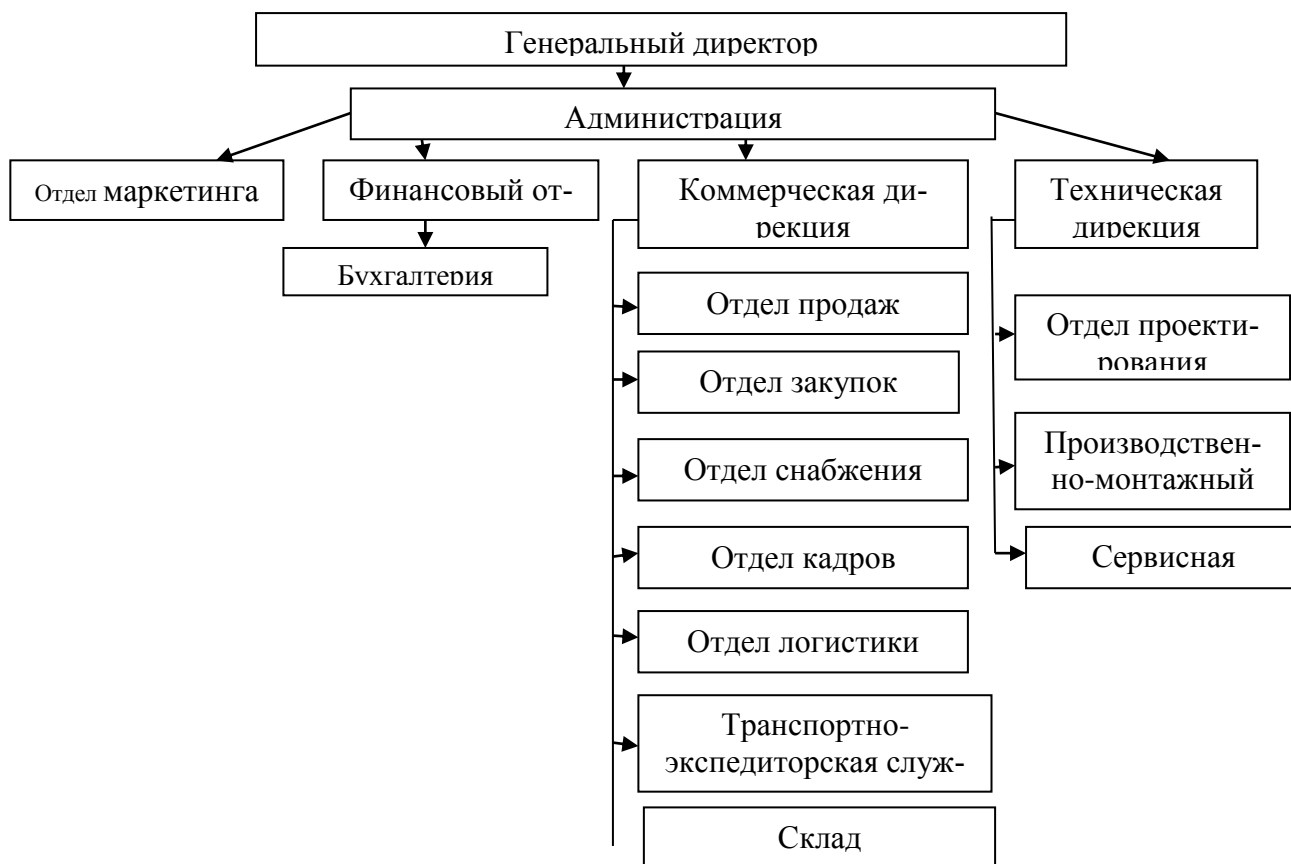 Генеральный директор
Администрация
Отдел маркетинга
Финансовый от-
Коммерческая ди-
рекция
Техническая
дирекция
Бухгалтерия
Отдел продаж
Отдел закупок
Отдел снабжения
Отдел кадров
Отдел логистики
Транспортно-
экспедиторская служ-
Склад
Отдел проекти-
рования
Производствен-
но-монтажный
Сервисная